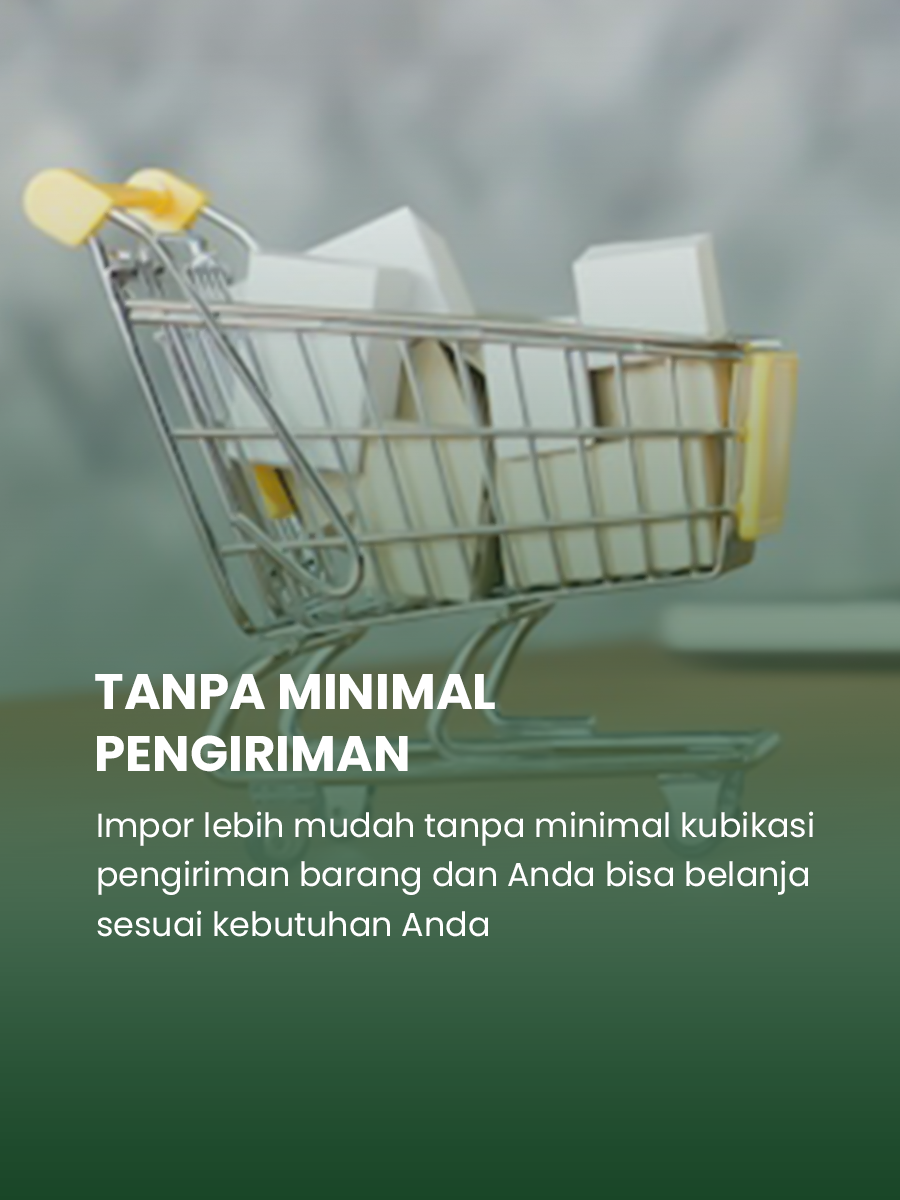 TANPA MINIMAL
PENGIRIMAN
Impor lebih mudah tanpa minimal kubikasi
pengiriman barang dan Anda bisa belanja
sesuai kebutuhan Anda